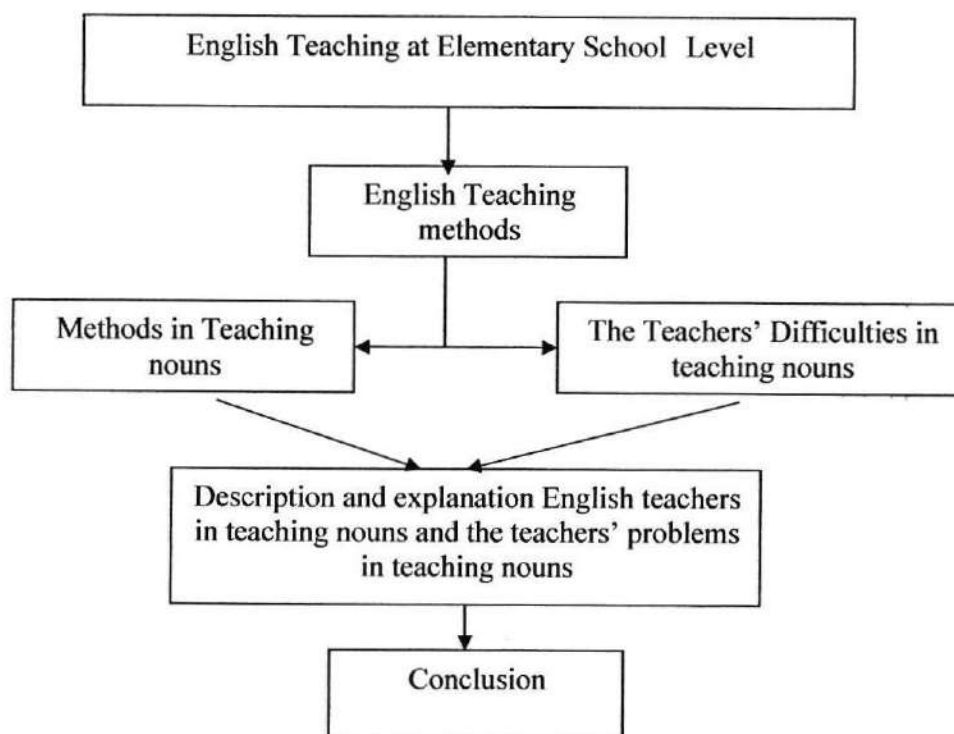 English Teaching at Elementary School Level
English Teaching
methods
Methods in Teaching
nouns
The Teachers' Difficulties in
teaching nouns
Description and explanation English teachers
in teaching nouns and the teachers' problems
in teaching nouns
Conclusion